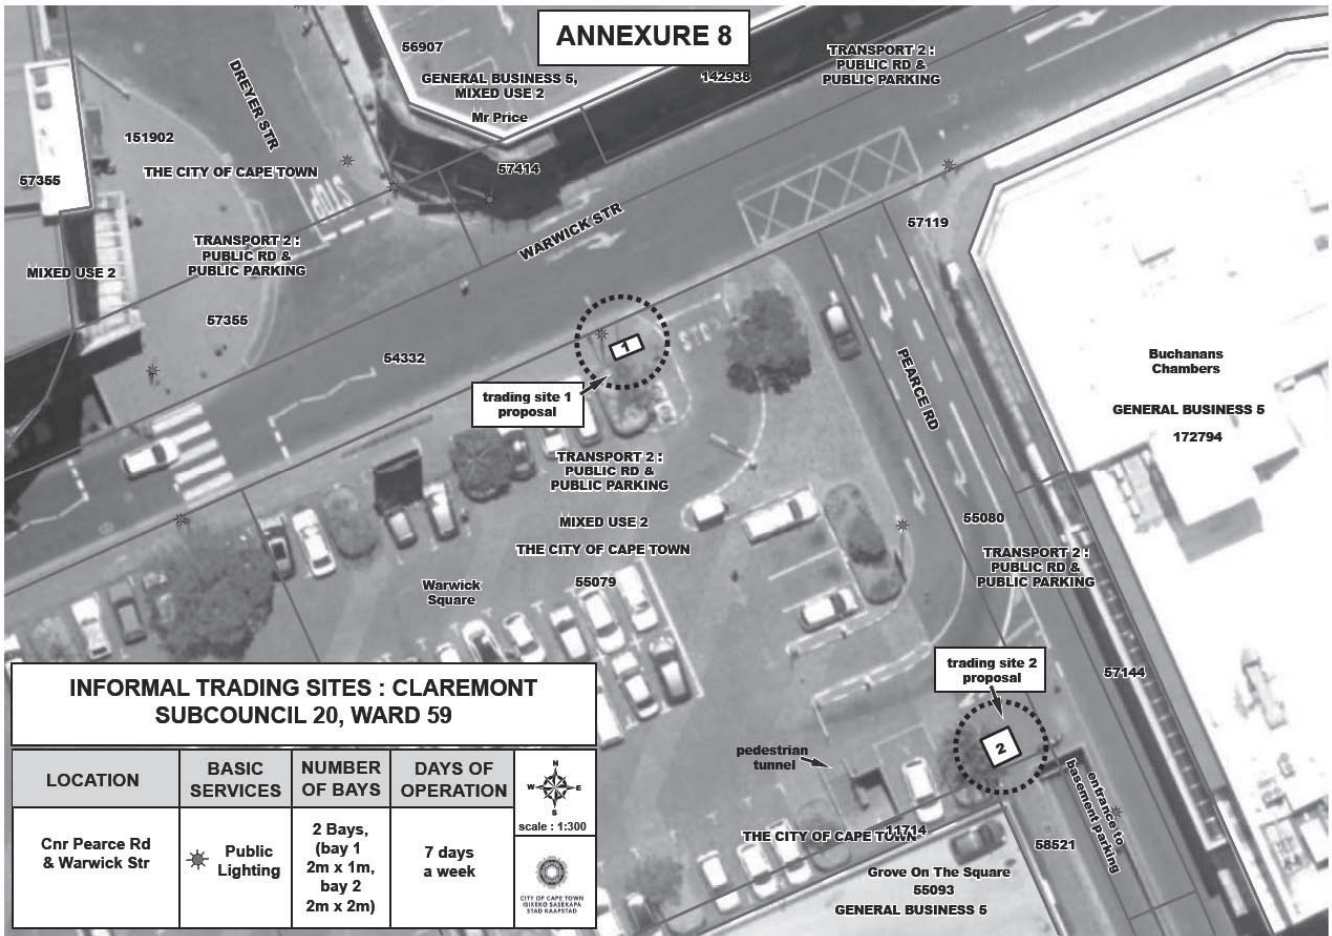 ANNEXURE 8
56907
GENERAL BUSINESS 5,
MIXED USE 2
Mr Price
142938
TRANSPORT 2 :
PUBLIC RD &
PUBLIC PARKING
DREYER STR
151902
THE CITY OF CAPE TOWN
57355
57414
STOP
WARWICK STR
57119
TRANSPORT 2 :
PUBLIC RD &
PUBLIC PARKING
MIXED USE 2
57355
54332
1
STOP
trading site 1
proposal
PEARCE RD
Buchanans
Chambers
GENERAL BUSINESS 5
172794
TRANSPORT 2 :
PUBLIC RD &
PUBLIC PARKING
MIXED USE 2
THE CITY OF CAPE TOWN
55079
Warwick
Square
55080
TRANSPORT 2 :
PUBLIC RD &
PUBLIC PARKING
57144
trading site 2
proposal
2
pedestrian
tunnel
entrance to
basement parking
THE CITY OF CAPE TOWN
11714
58521
Grove On The Square
55093
GENERAL BUSINESS 5
INFORMAL TRADING SITES : CLAREMONT
SUBCOUNCIL 20, WARD 59
LOCATION
BASIC
SERVICES
NUMBER
OF BAYS
DAYS OF
OPERATION
N
W E
S
scale : 1:300
Cnr Pearce Rd
& Warwick Str
Public
Lighting
2 Bays,
(bay 1
2m x 1m,
bay 2
2m x 2m)
7 days
a week
CITY OF CAPE TOWN
ISIXEKO SASEKAPA
STAD KAAPSTAD